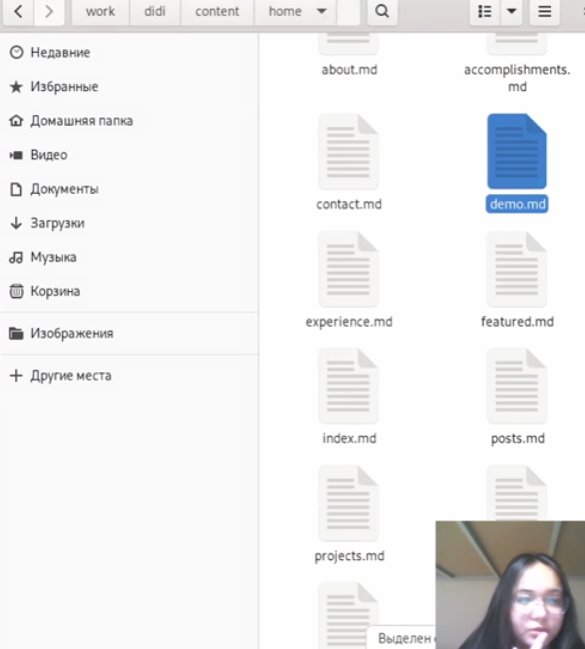 work didi content home
Недавние
Избранные
Домашняя папка
Видео
Документы
Загрузки
Музыка
Корзина
Изображения
Другие места
about.md
accomplishments.
md
contact.md
demo.md
experience.md
featured.md
index.md
posts.md
projects.md
Выделен